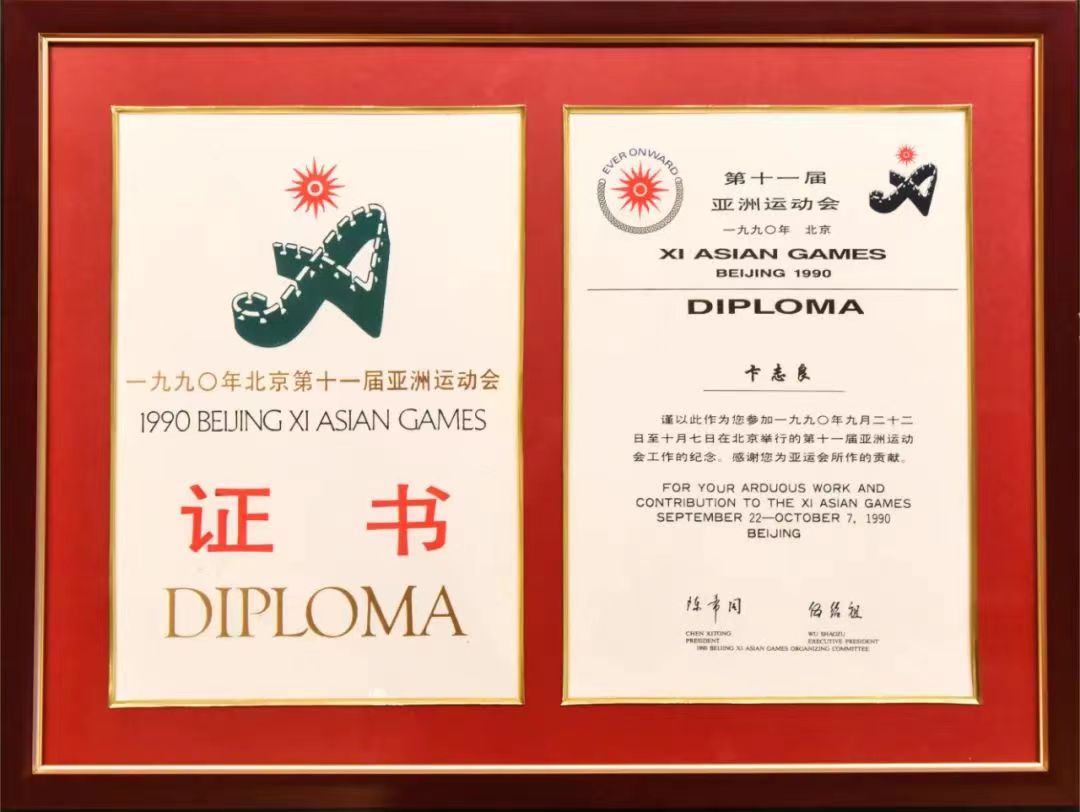 一九九〇年北京第十一届亚洲运动会
1990 BEIJING XI ASIAN GAMES
证 书
DIPLOMA
EVER ONWARD
第十一届
亚洲运动会
一九九〇年 北京
XI ASIAN GAMES
BEIJING 1990
DIPLOMA
卞志良
谨以此作为您参加一九九〇年九月二十二
日至十月七日在北京举行的第十一届亚洲运动
会工作的纪念。感谢您为亚运会所作的贡献。
FOR YOUR ARDUOUS WORK AND
CONTRIBUTION TO THE XI ASIAN GAMES
SEPTEMBER 22—OCTOBER 7, 1990
BEIJING
陈希同 伍绍祖
CHEN XITONG WU SHAOZU
PRESIDENT EXECUTIVE PRESIDENT
1990 BEIJING XI ASIAN GAMES ORGANIZING COMMITTEE